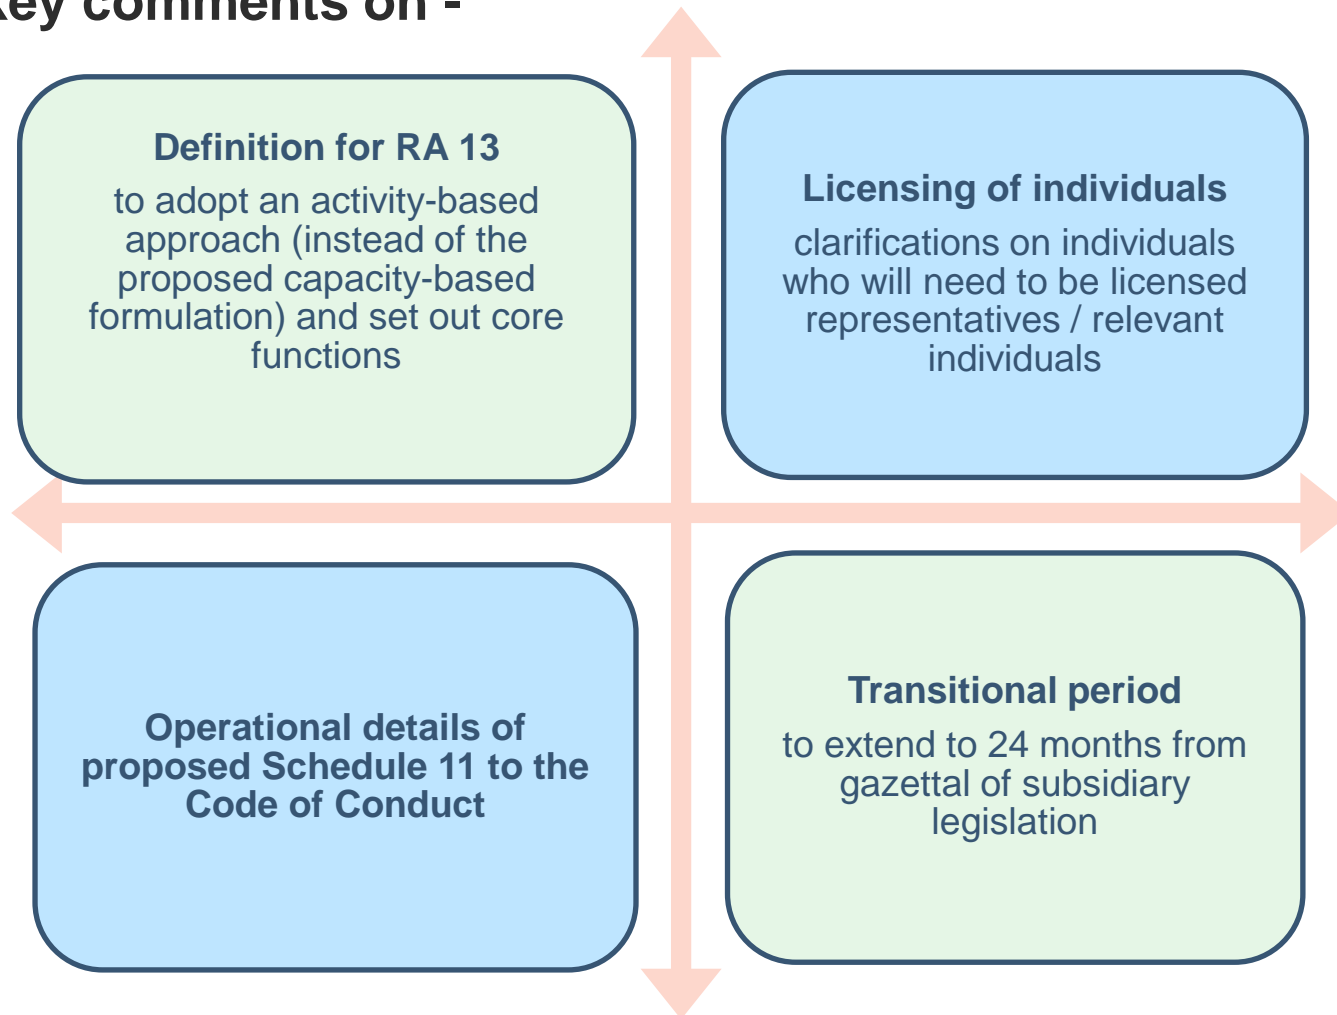 key comments on -
Definition for RA 13
to adopt an activity-based
approach (instead of the
proposed capacity-based
formulation) and set out core
functions
Licensing of individuals
clarifications on individuals
who will need to be licensed
representatives / relevant
individuals
Operational details of
proposed Schedule 11 to the
Code of Conduct
Transitional period
to extend to 24 months from
gazettal of subsidiary
legislation